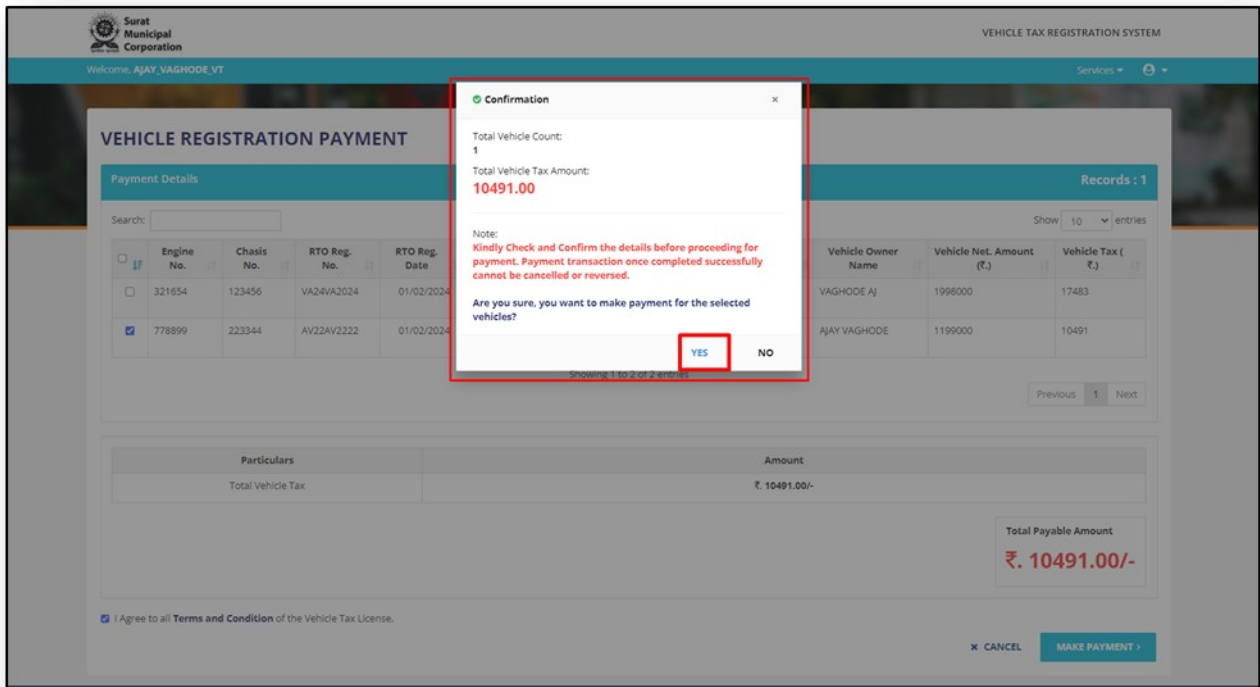 Surat
Municipal
Corporation
VEHICLE TAX REGISTRATION SYSTEM
Welcome, AJAY_VAGHODE_VT
Services
Confirmation
×
Total Vehicle Count:
1
Total Vehicle Tax Amount:
10491.00
Note:
Kindly Check and Confirm the details before proceeding for
payment. Payment transaction once completed successfully
cannot be cancelled or reversed.
Are you sure, you want to make payment for the selected
vehicles?
YES NO
VEHICLE REGISTRATION PAYMENT
Payment Details Records : 1
Search: Show 10 entries
Engine Chasis RTO Reg. RTO Reg. Vehicle Owner Vehicle Net. Amount Vehicle Tax (
No. No. No. Date Name (₹.) ₹.)
321654 123456 VA24VA2024 01/02/2024 VAGHODE AJ 1998000 17483
778899 223344 AV22AV2222 01/02/2024 AJAY VAGHODE 1199000 10491
Showing 1 to 2 of 2 entries
Previous 1 Next
Particulars Amount
Total Vehicle Tax ₹. 10491.00/-
Total Payable Amount
₹. 10491.00/-
I Agree to all Terms and Condition of the Vehicle Tax License.
× CANCEL MAKE PAYMENT >